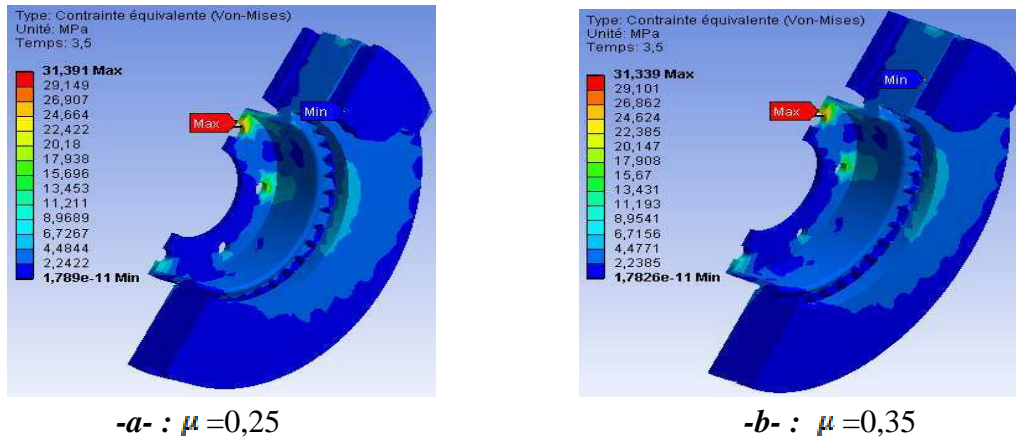 Type: Contrainte équivalente (Von-Mises)
Unité: MPa
Temps: 3,5
31,391 Max
29,149
26,907
24,664
22,422
20,18
17,938
15,696
13,453
11,211
8,9689
6,7267
4,4844
2,2422
1,789e-11 Min
Max
Min
-a- : μ =0,25
Type: Contrainte équivalente (Von-Mises)
Unité: MPa
Temps: 3,5
31,339 Max
29,101
26,862
24,624
22,385
20,147
17,908
15,67
13,431
11,193
8,9541
6,7156
4,4771
2,2385
1,7826e-11 Min
Max
Min
-b- : μ =0,35